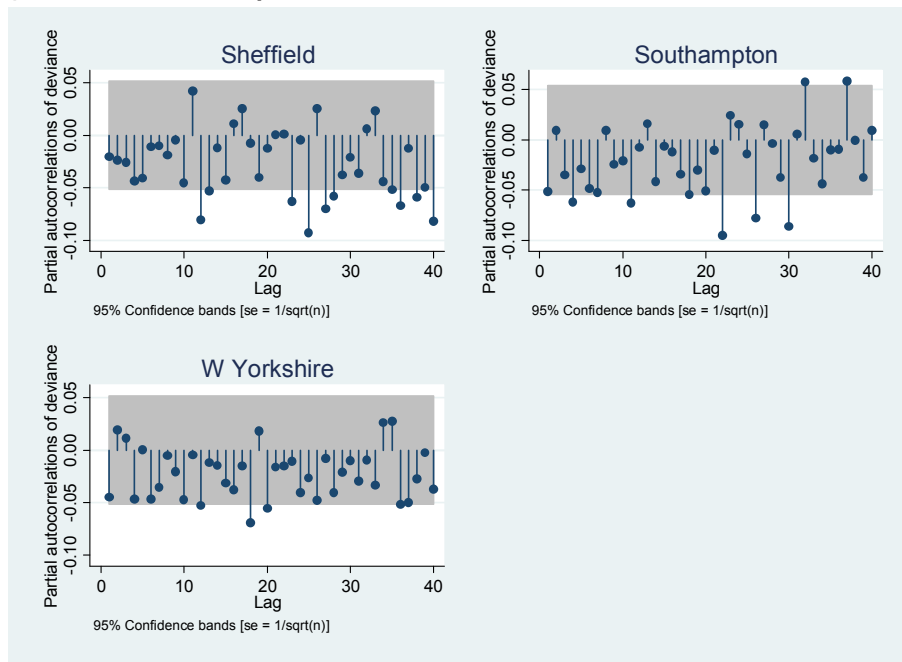 Sheffield
Partial autocorrelations of deviance
0.05
0.00
-0.05
-0.10
0 10 20 30 40
Lag
95% Confidence bands [se = 1/sqrt(n)]
Southampton
Partial autocorrelations of deviance
0.05
0.00
-0.05
-0.10
0 10 20 30 40
Lag
95% Confidence bands [se = 1/sqrt(n)]
W Yorkshire
Partial autocorrelations of deviance
0.05
0.00
-0.05
-0.10
0 10 20 30 40
Lag
95% Confidence bands [se = 1/sqrt(n)]